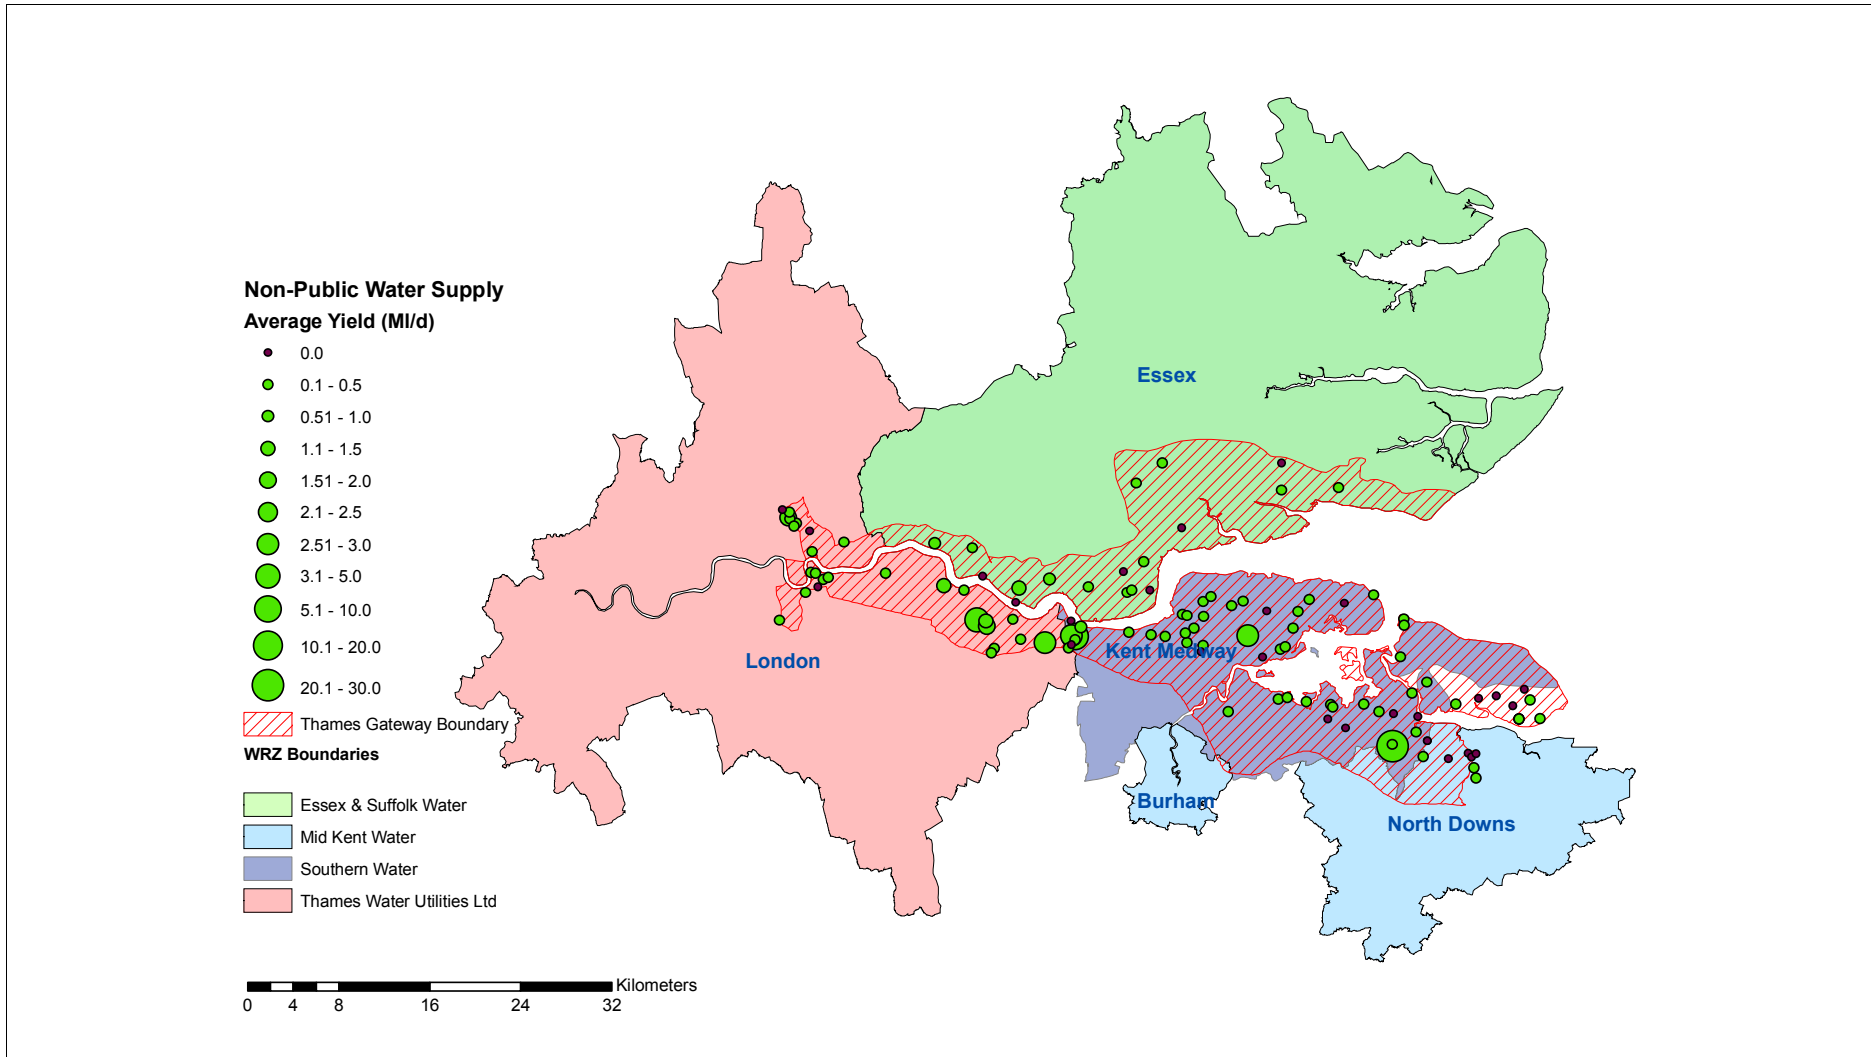 Non-Public Water Supply
Average Yield (Ml/d)
0.0
0.1 - 0.5
0.51 - 1.0
1.1 - 1.5
1.51 - 2.0
2.1 - 2.5
2.51 - 3.0
3.1 - 5.0
5.1 - 10.0
10.1 - 20.0
20.1 - 30.0
Thames Gateway Boundary
WRZ Boundaries
Essex & Suffolk Water
Mid Kent Water
Southern Water
Thames Water Utilities Ltd
Essex
London
Kent Medway
Burham
North Downs
Kilometers
0 4 8 16 24 32